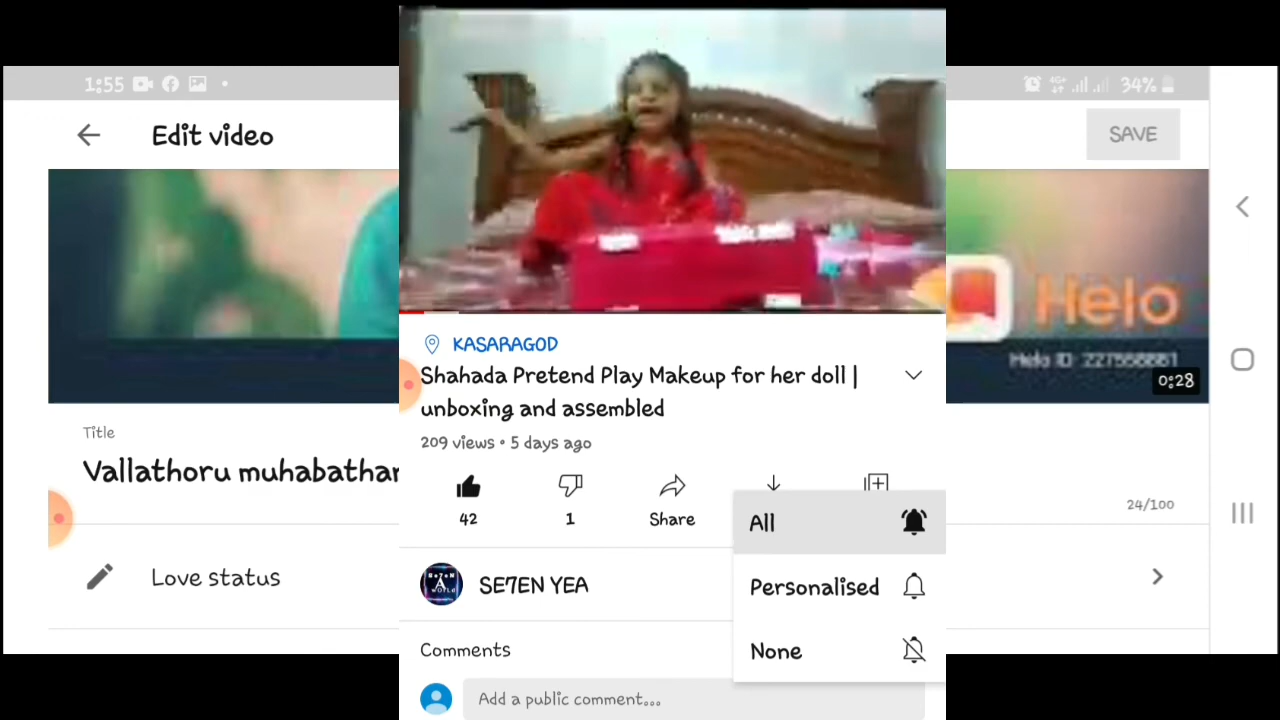 1:55
34%
Edit video
SAVE
Helo
0:28
Title
Vallathoru muhabathan
24/100
Love status
KASARAGOD
Shahada Pretend Play Makeup for her doll |
unboxing and assembled
209 views • 5 days ago
42
1
Share
SE7EN YEA
All
Personalised
None
Comments
Add a public comment...